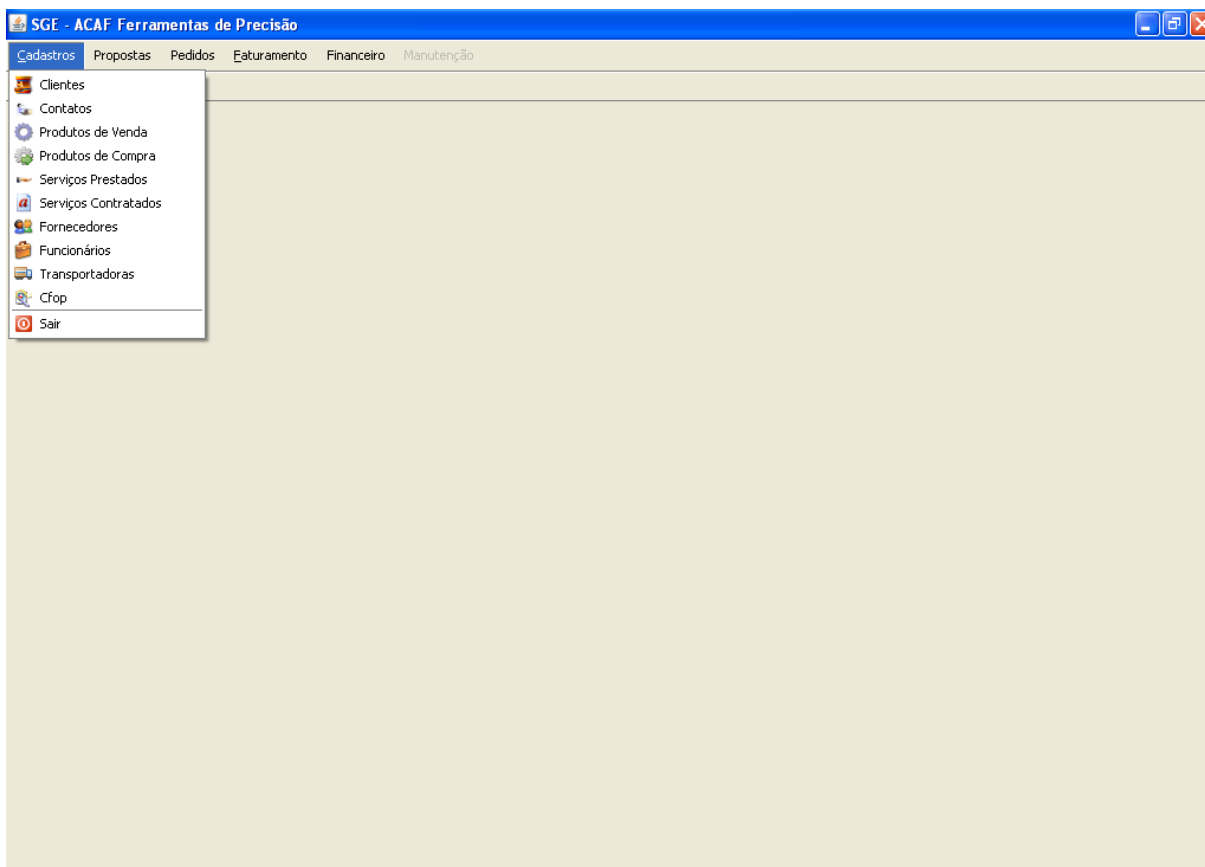 SGE - ACAF Ferramentas de Precisão
Cadastros Propostas Pedidos Faturamento Financeiro Manutenção
Clientes
Contatos
Produtos de Venda
Produtos de Compra
Serviços Prestados
Serviços Contratados
Fornecedores
Funcionários
Transportadoras
Cfop
Sair